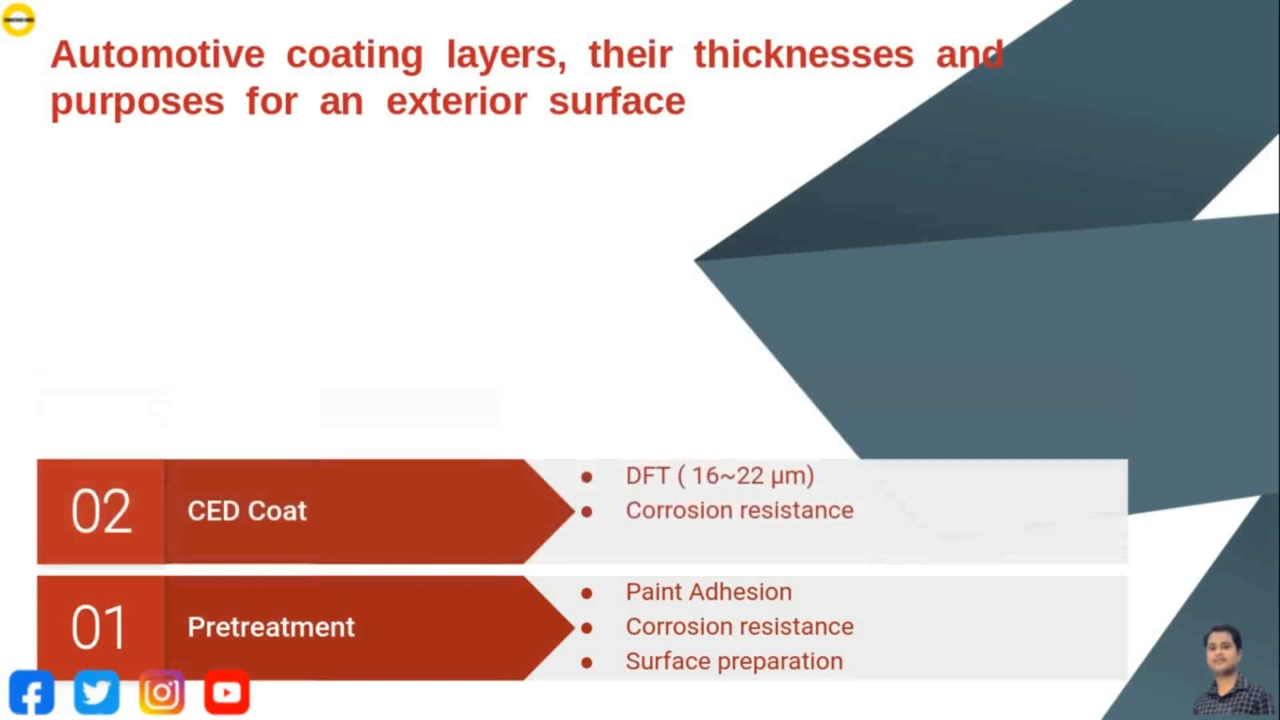 Automotive coating layers, their thicknesses and
purposes for an exterior surface
02
CED Coat
DFT ( 16~22 µm)
Corrosion resistance
01
Pretreatment
Paint Adhesion
Corrosion resistance
Surface preparation